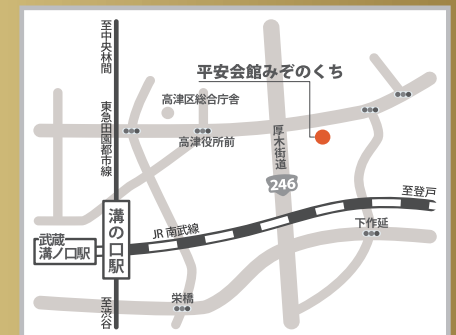 至中央林間
平安会館みぞのくち
高津区総合庁舎
東急田園都市線
高津役所前
厚木街道
246
至登戸
溝の口駅
JR 南武線
下作延
武蔵
溝ノ口駅
栄橋
至渋谷